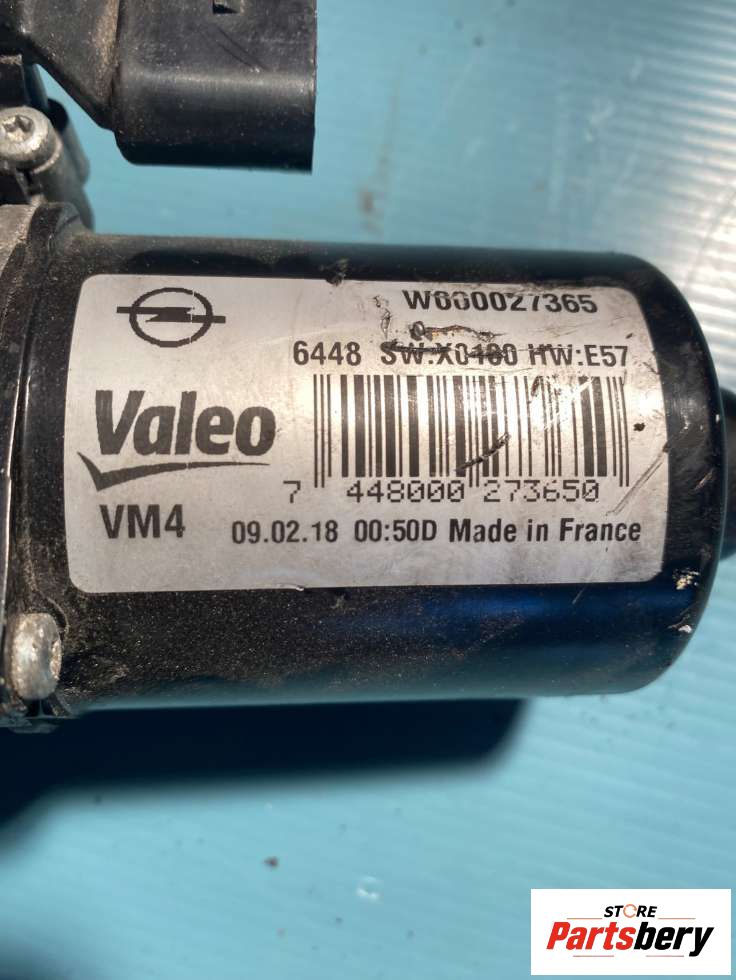 W000027365
6448 SW:X0180 HW:E57
Valeo
7 448000 273650
VM4
09.02.18 00:50D Made in France
STORE
Partsbery